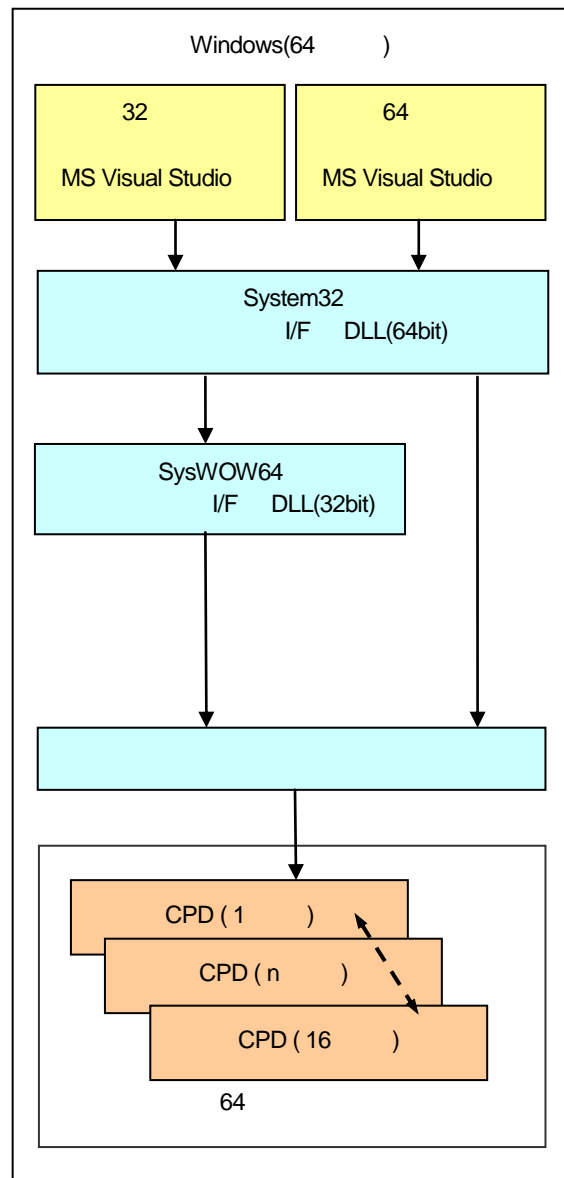 Windows(64 )
32
MS Visual Studio
64
MS Visual Studio
System32
I/F DLL(64bit)
SysWOW64
I/F DLL(32bit)
CPD ( 1 )
CPD ( n )
CPD ( 16 )
64